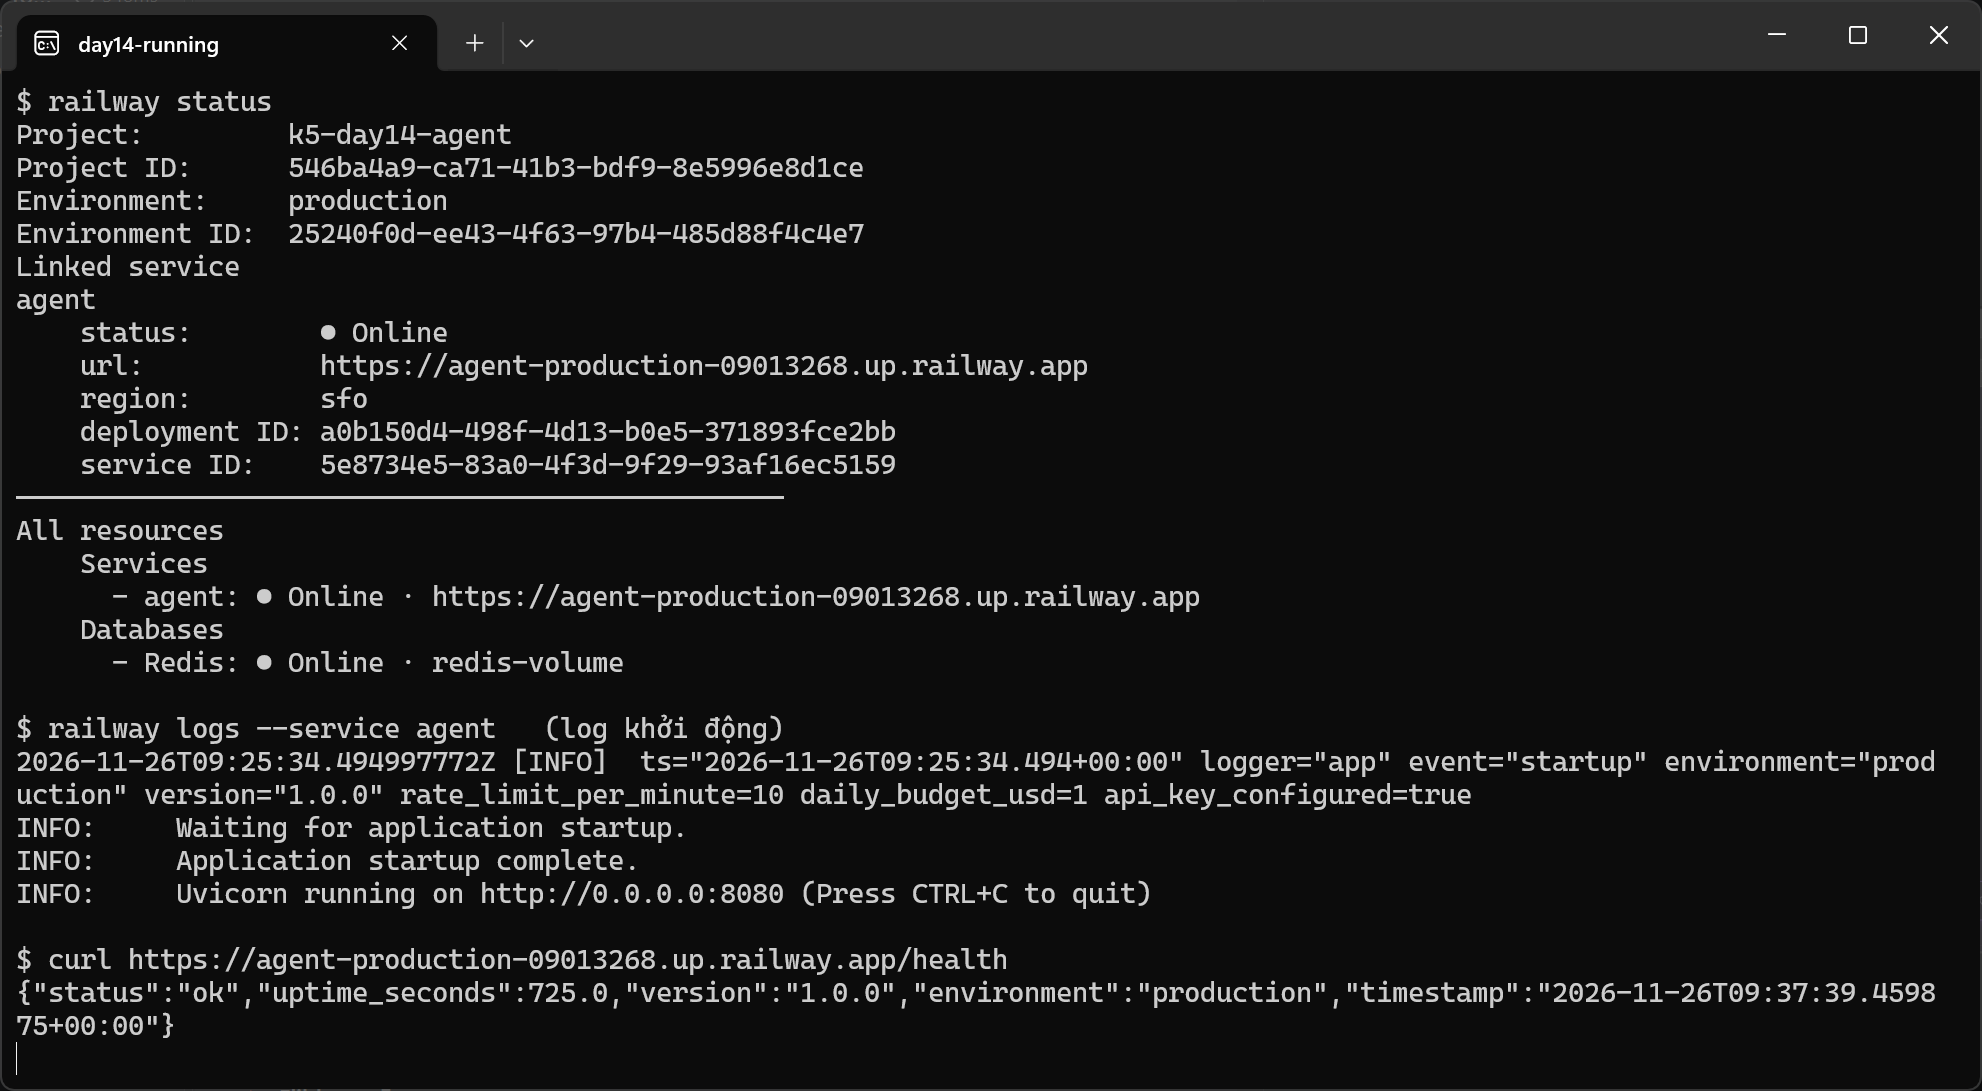 day14-running
$ railway status
Project:         k5-day14-agent
Project ID:      546ba4a9-ca71-41b3-bdf9-8e5996e8d1ce
Environment:     production
Environment ID:  25240f0d-ee43-4f63-97b4-485d88f4c4e7
Linked service
agent
    status:        ● Online
    url:           https://agent-production-09013268.up.railway.app
    region:        sfo
    deployment ID: a0b150d4-498f-4d13-b0e5-371893fce2bb
    service ID:    5e8734e5-83a0-4f3d-9f29-93af16ec5159
All resources
    Services
      - agent: ● Online · https://agent-production-09013268.up.railway.app
    Databases
      - Redis: ● Online · redis-volume
$ railway logs --service agent   (log khởi động)
2026-11-26T09:25:34.494997772Z [INFO]  ts="2026-11-26T09:25:34.494+00:00" logger="app" event="startup" environment="prod
uction" version="1.0.0" rate_limit_per_minute=10 daily_budget_usd=1 api_key_configured=true
INFO:     Waiting for application startup.
INFO:     Application startup complete.
INFO:     Uvicorn running on http://0.0.0.0:8080 (Press CTRL+C to quit)
$ curl https://agent-production-09013268.up.railway.app/health
{"status":"ok","uptime_seconds":725.0,"version":"1.0.0","environment":"production","timestamp":"2026-11-26T09:37:39.4598
75+00:00"}